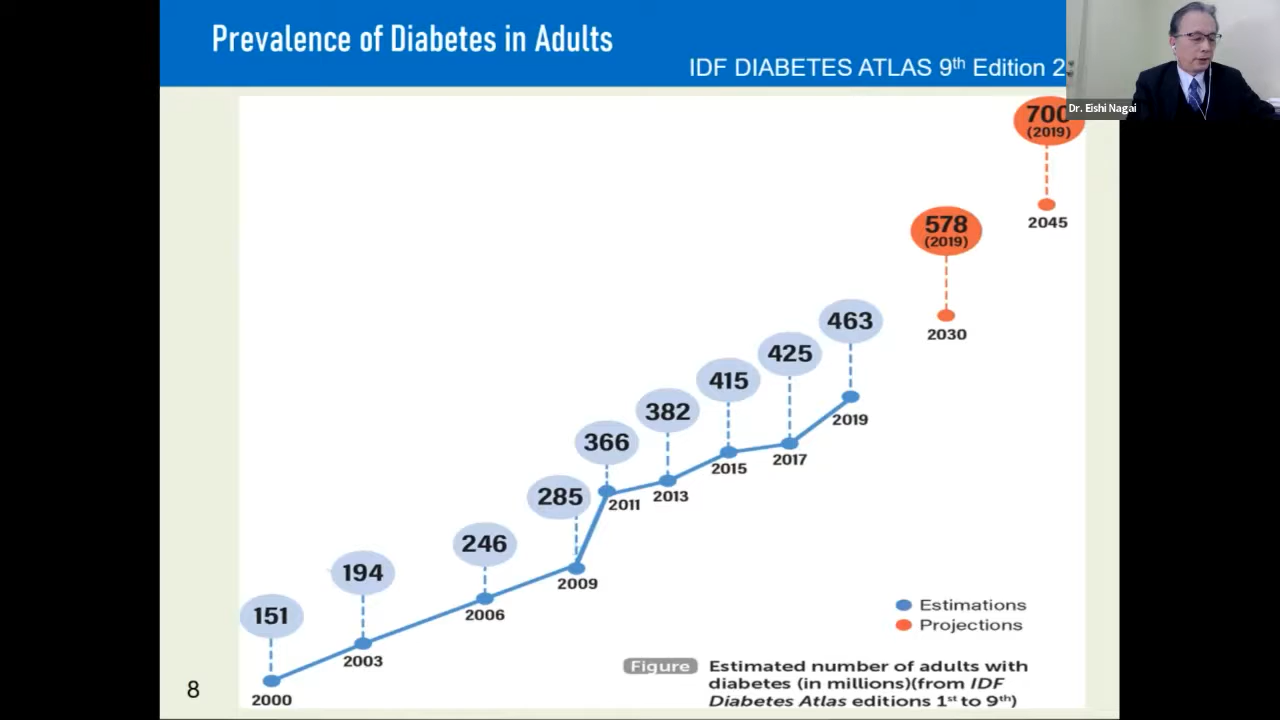 Prevalence of Diabetes in Adults
IDF DIABETES ATLAS 9th Edition 2
Dr. Eishi Nagai
700
(2019)
2045
578
(2019)
2030
463
2019
425
2017
415
2015
382
2013
366
2011
285
2009
246
2006
194
2003
151
2000
Estimations
Projections
Figure
Estimated number of adults with
diabetes (in millions)(from IDF
Diabetes Atlas editions 1st to 9th)
8